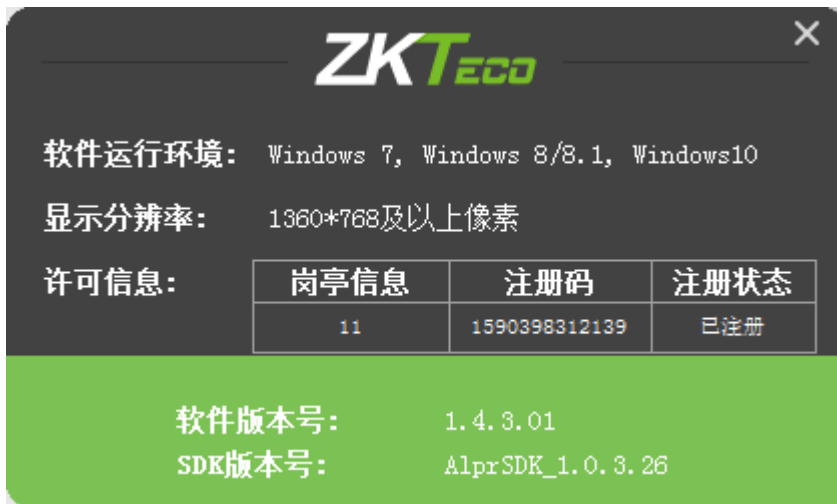 ZKTeco
软件运行环境: Windows 7, Windows 8/8.1, Windows10
显示分辨率: 1360*768及以上像素
许可信息: 岗亭信息 注册码 注册状态
11 1590398312139 已注册
软件版本号: 1.4.3.01
SDK版本号: AlprSDK_1.0.3.26